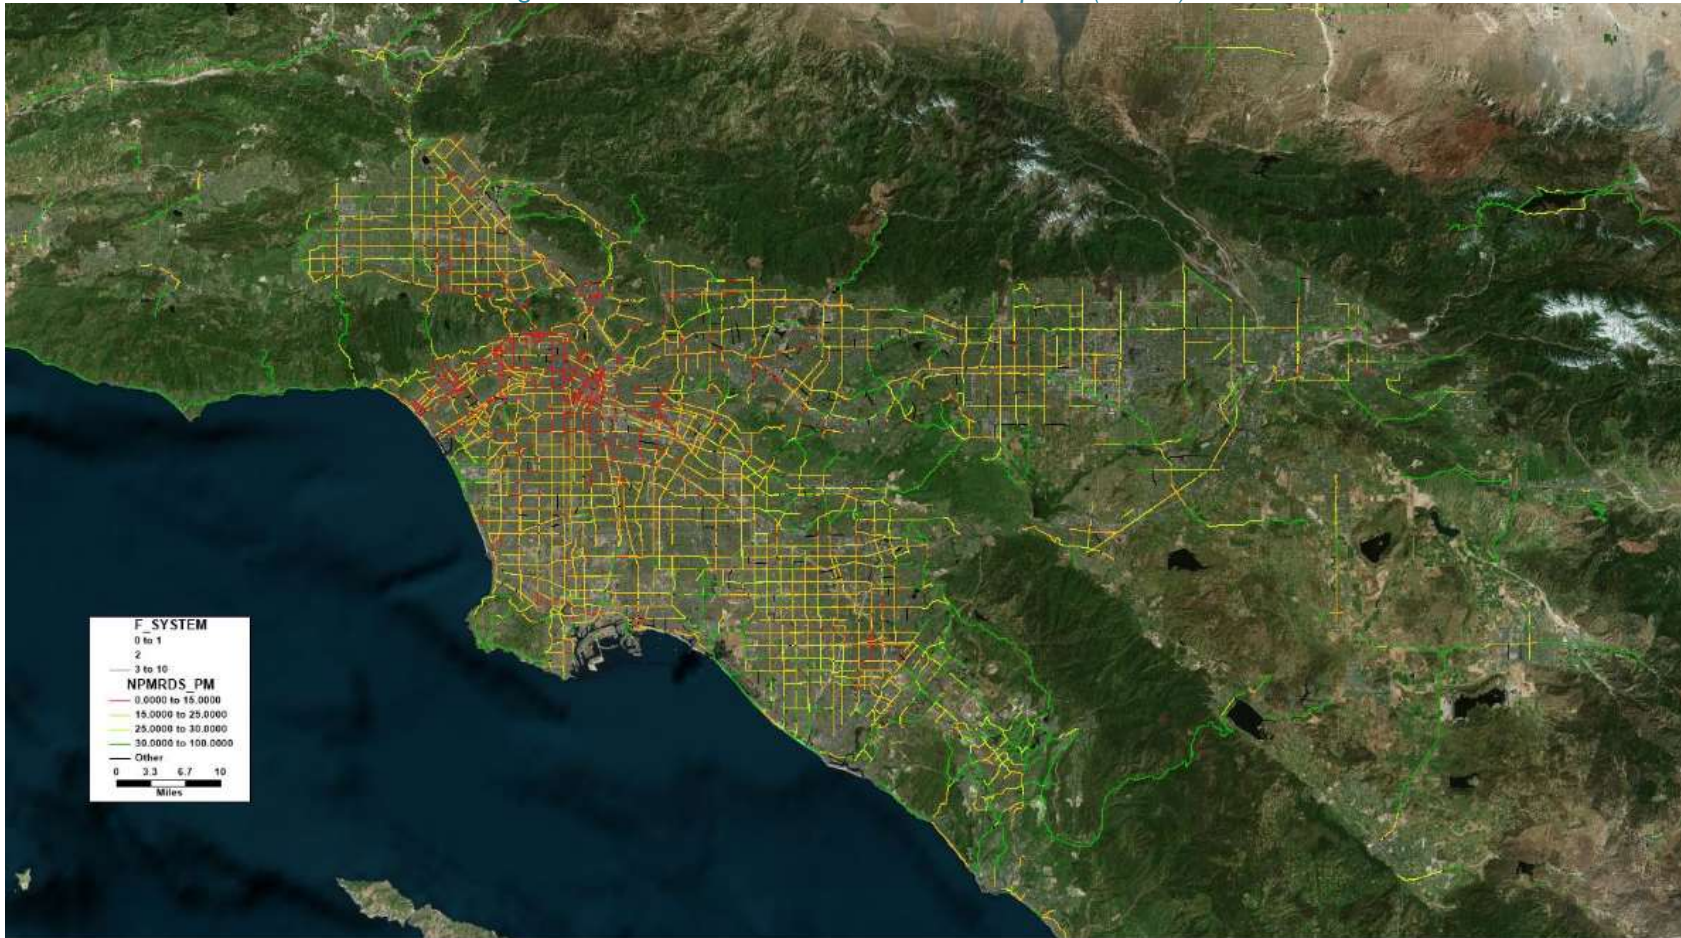 F_SYSTEM
0 to 1
2
3 to 10
NPMRDS_PM
0.0000 to 15.0000
15.0000 to 25.0000
25.0000 to 30.0000
30.0000 to 100.0000
Other
0 3.3 6.7 10
Miles